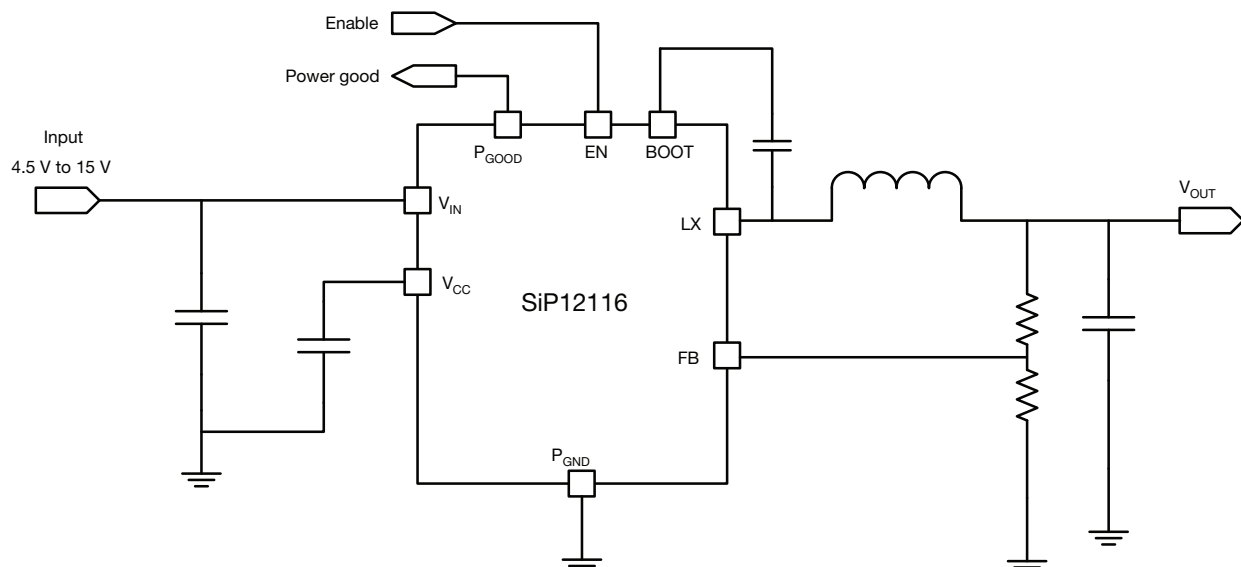 Enable
Power good
Input
4.5 V to 15 V
PGOOD
EN
BOOT
VIN
LX
VOUT
VCC
SiP12116
FB
PGND